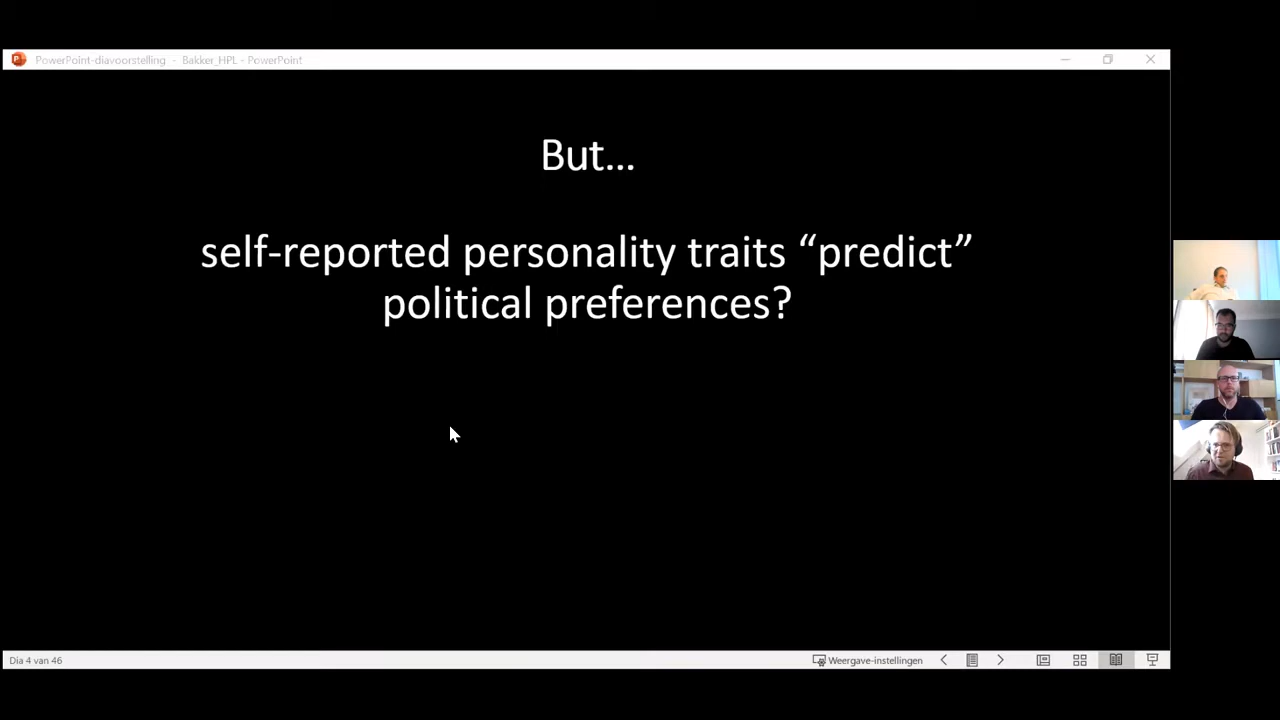 PowerPoint-diavoorstelling - Bakker_HPL - PowerPoint
But...
self-reported personality traits “predict”
political preferences?
Dia 4 van 46
Weergave-instellingen